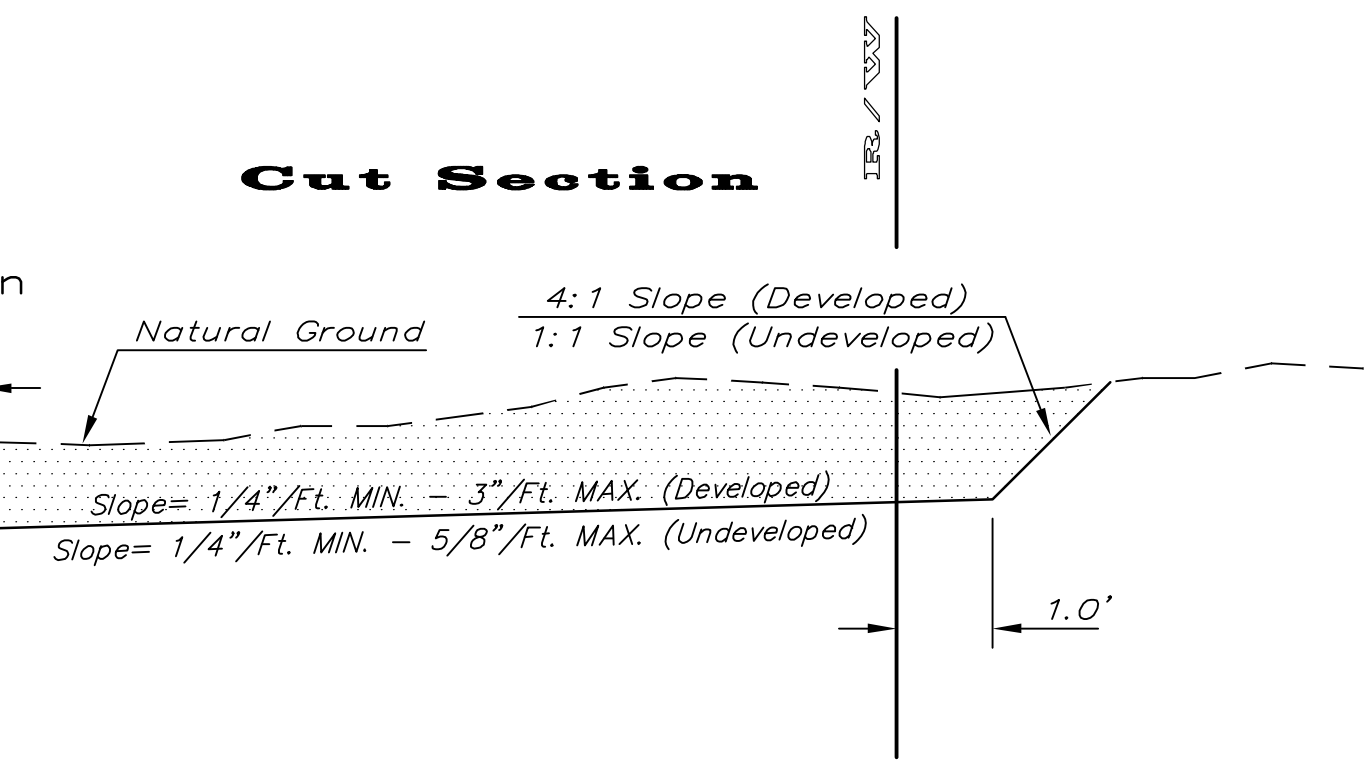 R/W
Cut Section
n
4:1 Slope (Developed)
Natural Ground
1:1 Slope (Undeveloped)
Slope= 1/4"/Ft. MIN. - 3"/Ft. MAX. (Developed)
Slope= 1/4"/Ft. MIN. - 5/8"/Ft. MAX. (Undeveloped)
1.0'